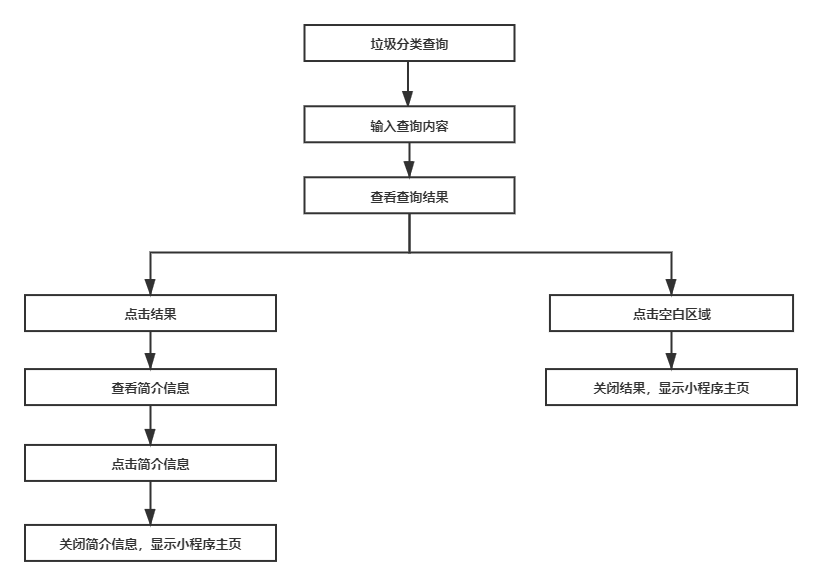 垃圾分类查询
输入查询内容
查看查询结果
点击结果
点击空白区域
查看简介信息
关闭结果，显示小程序主页
点击简介信息
关闭简介信息，显示小程序主页